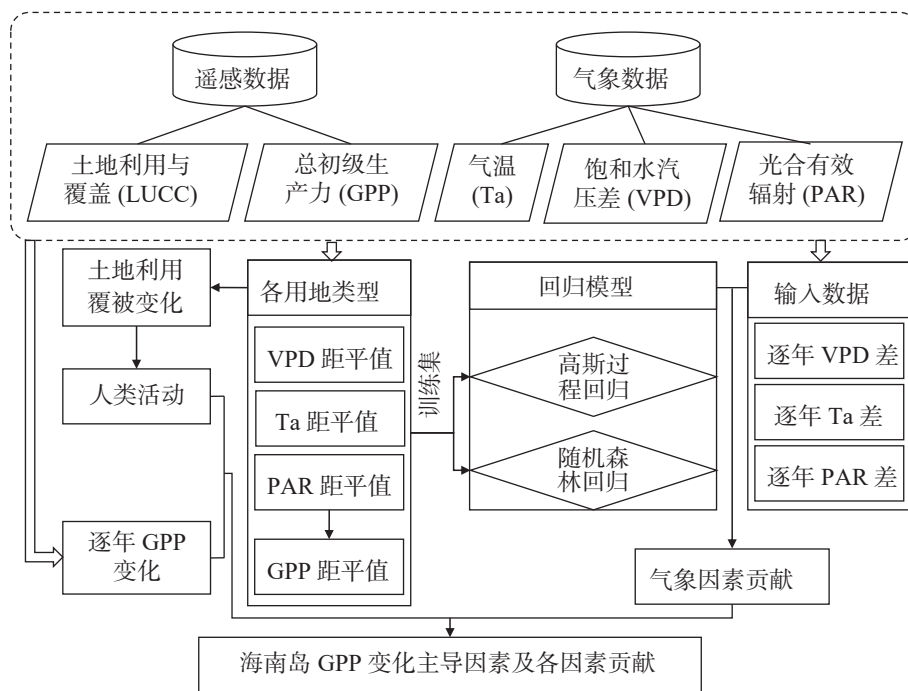 遥感数据
气象数据
土地利用与
覆盖 (LUCC)
总初级生
产力 (GPP)
气温
(Ta)
饱和水汽
压差 (VPD)
光合有效
辐射 (PAR)
土地利用
覆被变化
人类活动
逐年 GPP
变化
各用地类型
VPD 距平值
Ta 距平值
PAR 距平值
GPP 距平值
训练集
回归模型
高斯过
程回归
随机森
林回归
输入数据
逐年 VPD 差
逐年 Ta 差
逐年 PAR 差
气象因素贡献
海南岛 GPP 变化主导因素及各因素贡献